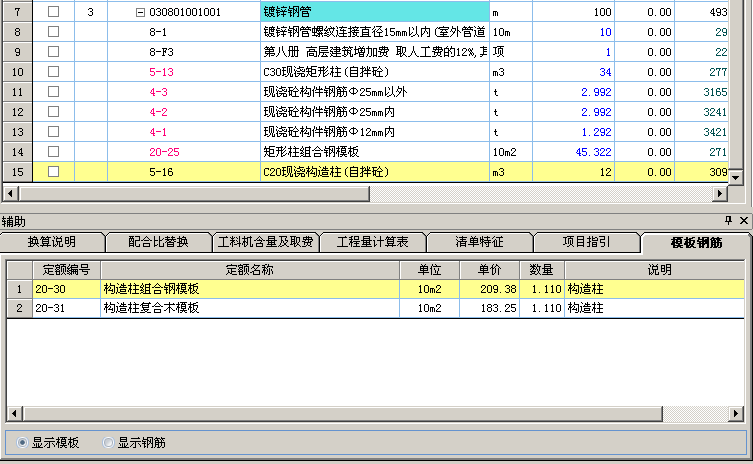 7 3 030801001001 镀锌钢管 m 100 0.00 493
8 8-1 镀锌钢管螺纹连接直径15mm以内(室外管道 10m 10 0.00 29
9 8-F3 第八册 高层建筑增加费 取人工费的12%,其 项 1 0.00 22
10 5-13 C30现浇矩形柱(自拌砼) m3 34 0.00 277
11 4-3 现浇砼构件钢筋Φ25mm以外 t 2.992 0.00 3165
12 4-2 现浇砼构件钢筋Φ25mm内 t 2.992 0.00 3241
13 4-1 现浇砼构件钢筋Φ12mm内 t 1.292 0.00 3421
14 20-25 矩形柱组合钢模板 10m2 45.322 0.00 271
15 5-16 C20现浇构造柱(自拌砼) m3 12 0.00 309
辅助
换算说明 配合比替换 工料机含量及取费 工程量计算表 清单特征 项目指引 模板钢筋
定额编号 定额名称 单位 单价 数量 说明
1 20-30 构造柱组合钢模板 10m2 209.38 1.110 构造柱
2 20-31 构造柱复合木模板 10m2 183.25 1.110 构造柱
显示模板 显示钢筋